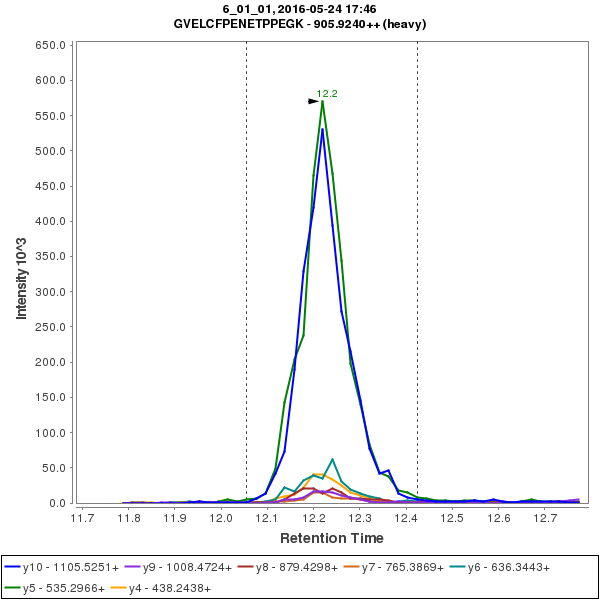 6_01_01, 2016-05-24 17:46
GVELCFPENETPPEGK - 905.9240++ (heavy)
650.0
600.0
550.0
500.0
450.0
400.0
350.0
300.0
250.0
200.0
150.0
100.0
50.0
0.0
Intensity 10^3
12.2
11.7 11.8 11.9 12.0 12.1 12.2 12.3 12.4 12.5 12.6 12.7
Retention Time
y10 - 1105.5251+ y9 - 1008.4724+ y8 - 879.4298+ y7 - 765.3869+ y6 - 636.3443+
y5 - 535.2966+ y4 - 438.2438+